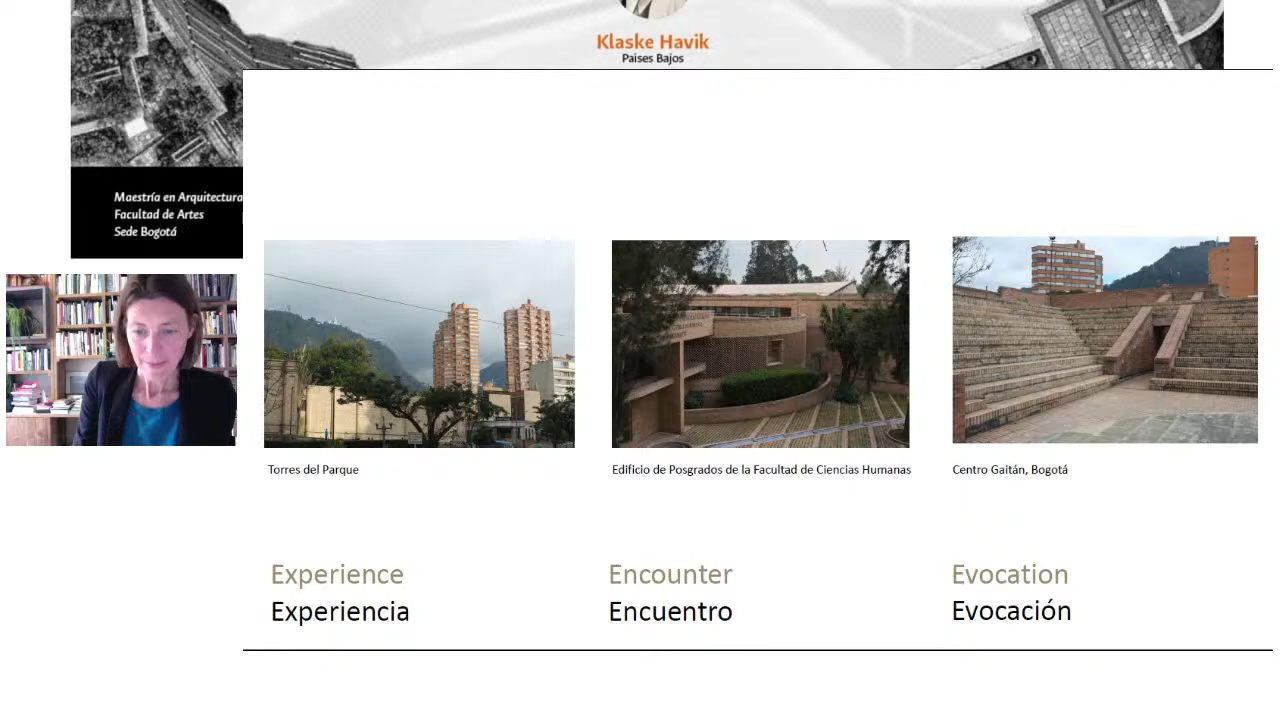 Klaske Havik
Paises Bajos
Maestría en Arquitectura
Facultad de Artes
Sede Bogotá
Torres del Parque
Edificio de Posgrados de la Facultad de Ciencias Humanas
Centro Gaitán, Bogotá
Experience
Experiencia
Encounter
Encuentro
Evocation
Evocación